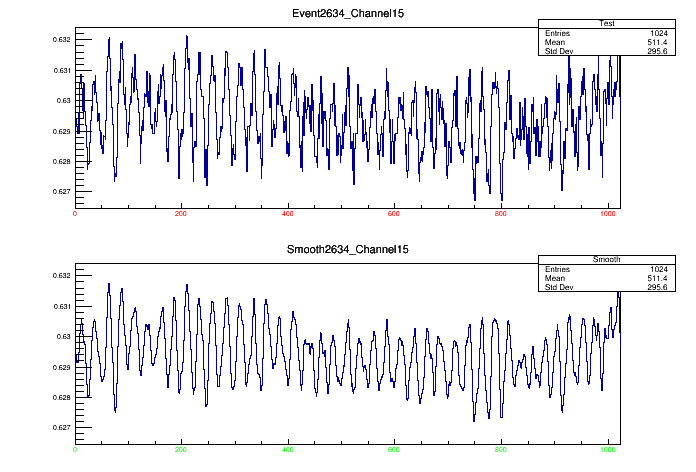 Event2634_Channel15
Test
Entries 1024
Mean 511.4
Std Dev 295.6
0.632
0.631
0.63
0.629
0.628
0.627
0 200 400 600 800 1000
Smooth2634_Channel15
Smooth
Entries 1024
Mean 511.4
Std Dev 295.6
0.632
0.631
0.63
0.629
0.628
0.627
0 200 400 600 800 1000